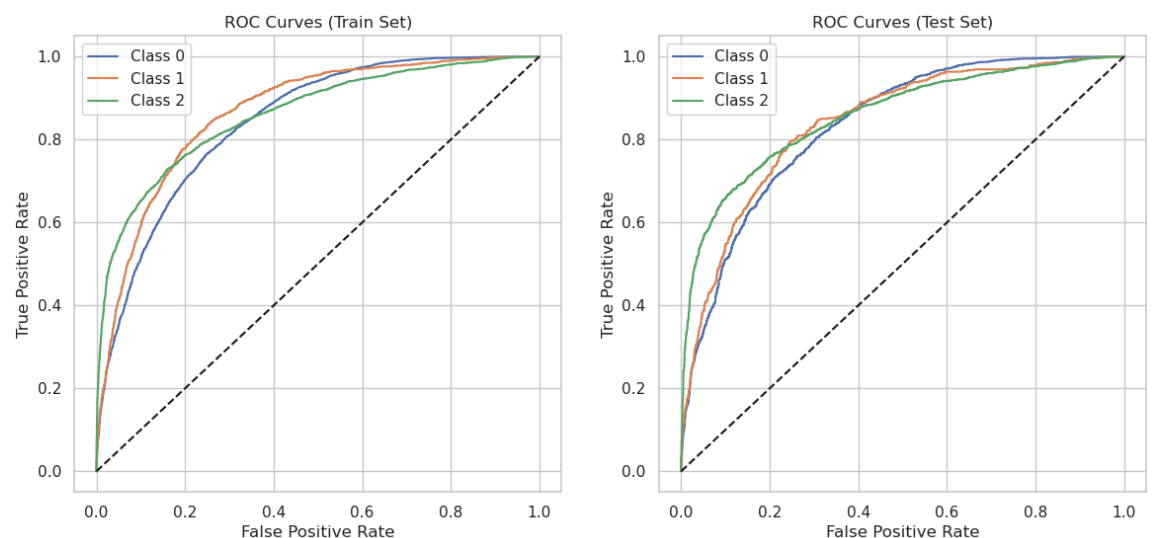 ROC Curves (Train Set)
Class 0
Class 1
Class 2
True Positive Rate
1.0
0.8
0.6
0.4
0.2
0.0
0.0 0.2 0.4 0.6 0.8 1.0
False Positive Rate
ROC Curves (Test Set)
Class 0
Class 1
Class 2
True Positive Rate
1.0
0.8
0.6
0.4
0.2
0.0
0.0 0.2 0.4 0.6 0.8 1.0
False Positive Rate